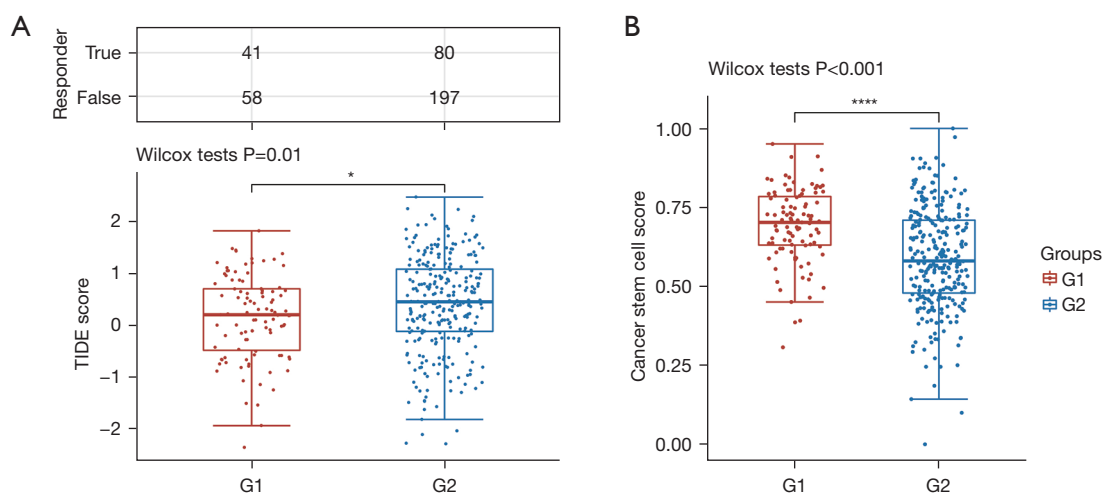 A
Responder
True 41 80
False 58 197
Wilcox tests P=0.01
*
TIDE score
2
1
0
−1
−2
G1 G2
B
Wilcox tests P<0.001
****
Cancer stem cell score
1.00
0.75
0.50
0.25
0.00
G1 G2
Groups
G1
G2